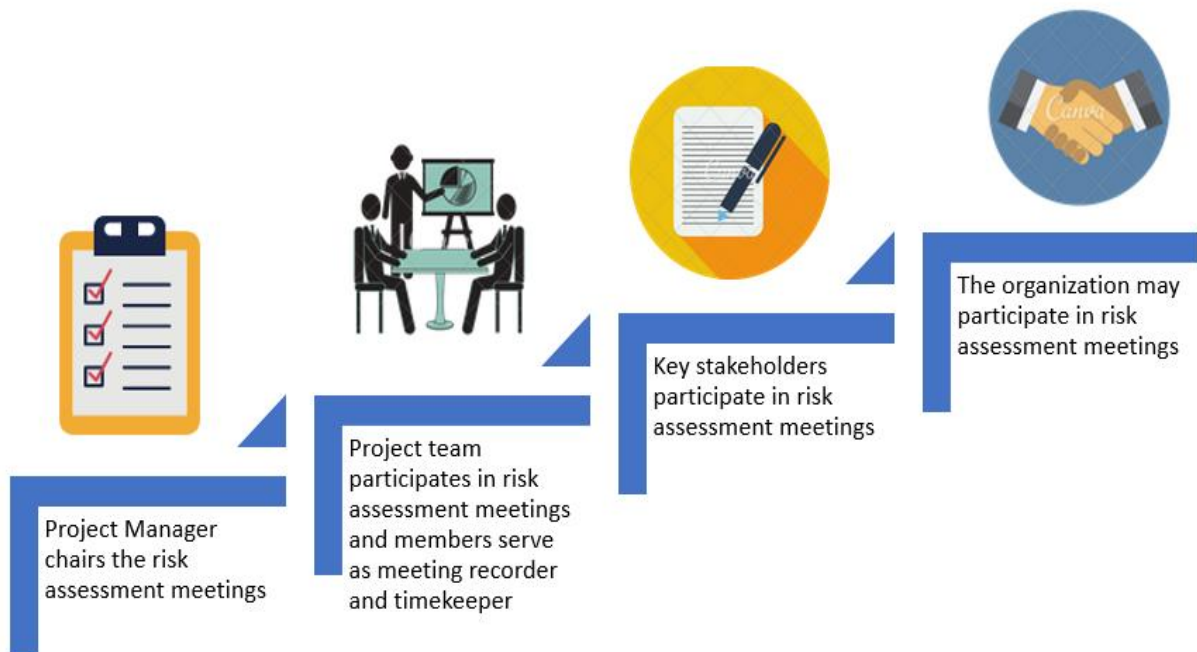 Project Manager
chairs the risk
assessment meetings
Project team
participates in risk
assessment meetings
and members serve
as meeting recorder
and timekeeper
Key stakeholders
participate in risk
assessment meetings
The organization may
participate in risk
assessment meetings
Canva